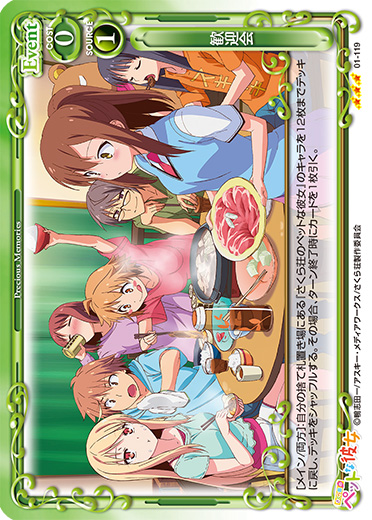 Event
COST
0
SOURCE
1
歓迎会
01-119
Precious Memories
[メイン/両方]:自分の捨て札置き場にある「さくら荘のペットな彼女」のキャラを12枚までデッキ
に戻し、デッキをシャッフルする。その場合、ターン終了時にカードを1枚引く。
さくら荘の
ペットな彼女
©鴨志田一/アスキー・メディアワークス/さくら荘製作委員会